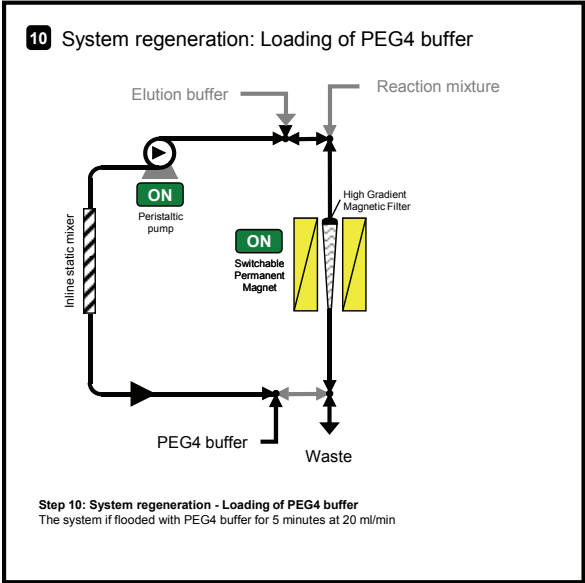 10 System regeneration: Loading of PEG4 buffer
Elution buffer
Reaction mixture
ON
Peristaltic
pump
High Gradient
Magnetic Filter
ON
Switchable
Permanent
Magnet
Inline static mixer
PEG4 buffer
Waste
Step 10: System regeneration - Loading of PEG4 buffer
The system if flooded with PEG4 buffer for 5 minutes at 20 ml/min